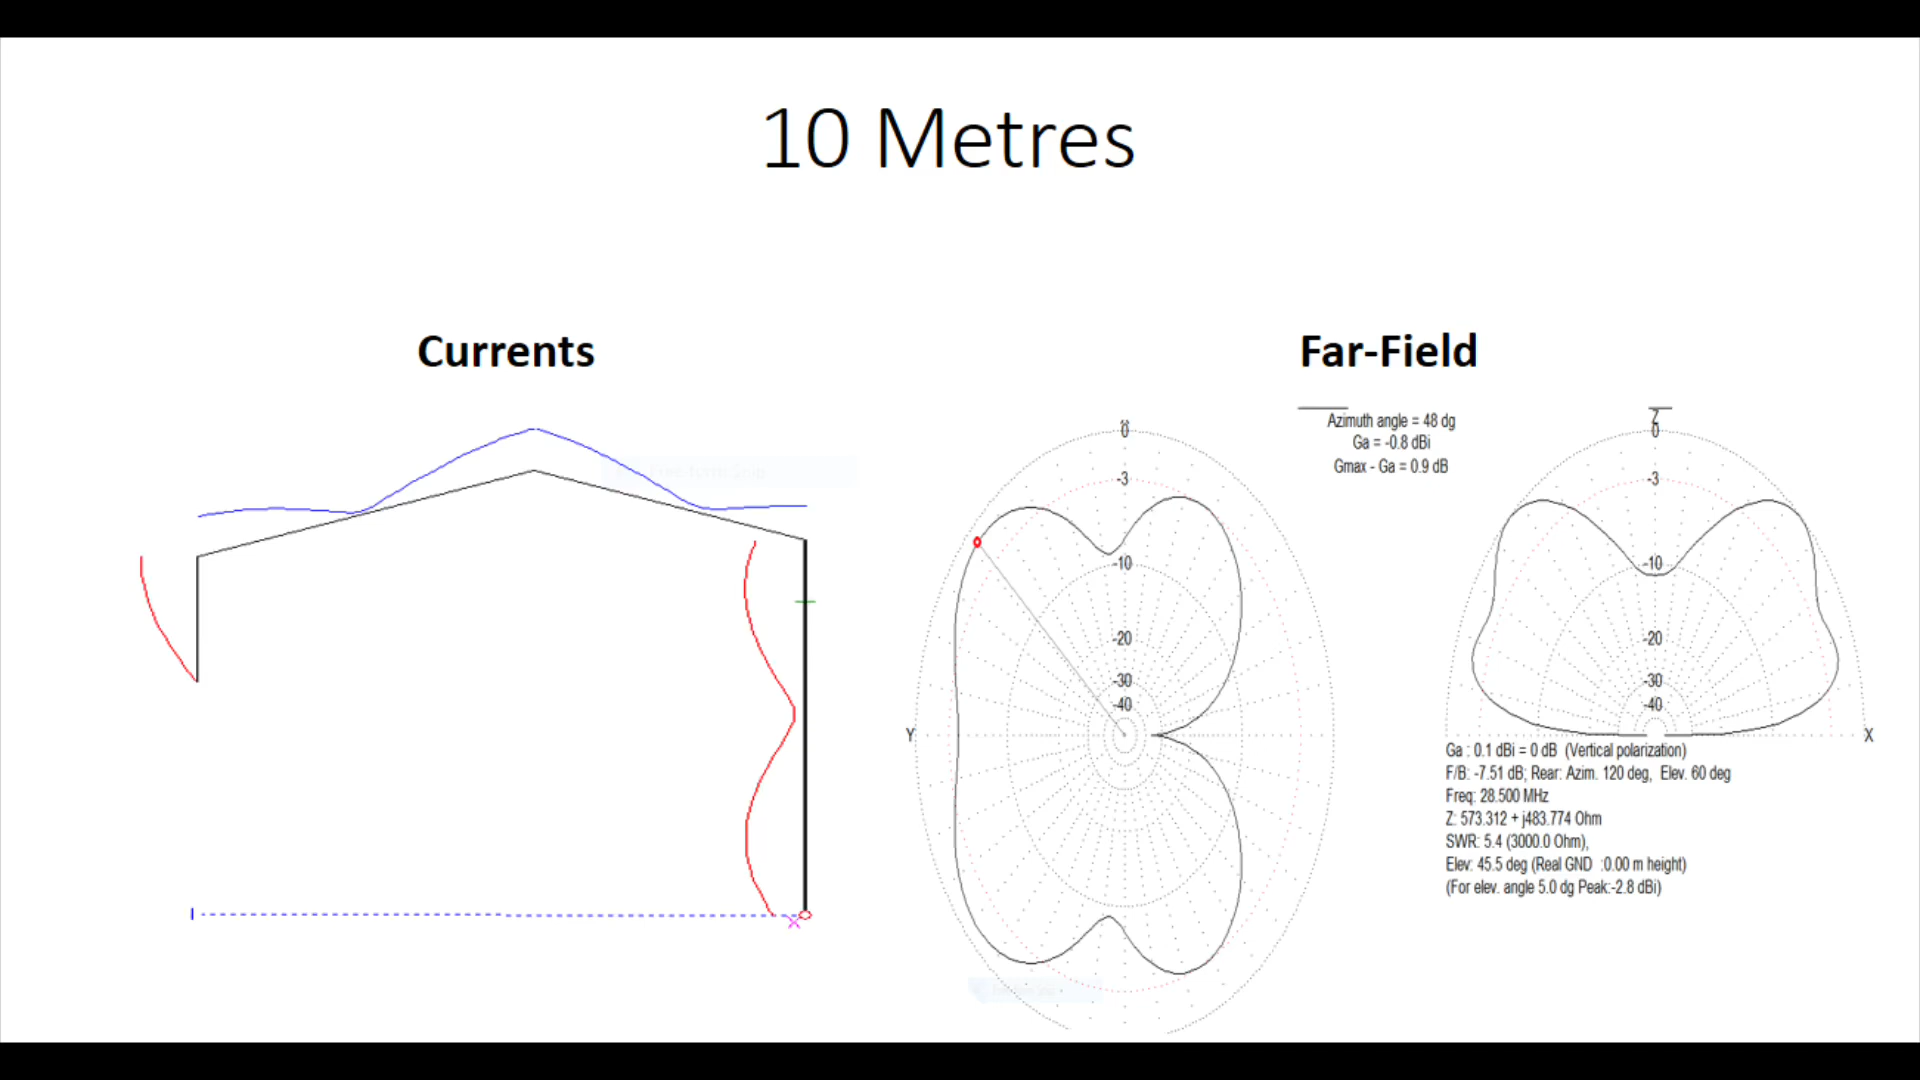 10 Metres
Currents
Far-Field
Azimuth angle = 48 dg
Ga = -0.8 dBi
Gmax - Ga = 0.9 dB
0
-3
-10
-20
-30
-40
Y
Z
0
-3
-10
-20
-30
-40
X
Ga : 0.1 dBi = 0 dB (Vertical polarization)
F/B: -7.51 dB; Rear: Azim. 120 deg, Elev. 60 deg
Freq: 28.500 MHz
Z: 573.312 + j483.774 Ohm
SWR: 5.4 (3000.0 Ohm),
Elev: 45.5 deg (Real GND :0.00 m height)
(For elev. angle 5.0 dg Peak:-2.8 dBi)
Free-form Snip